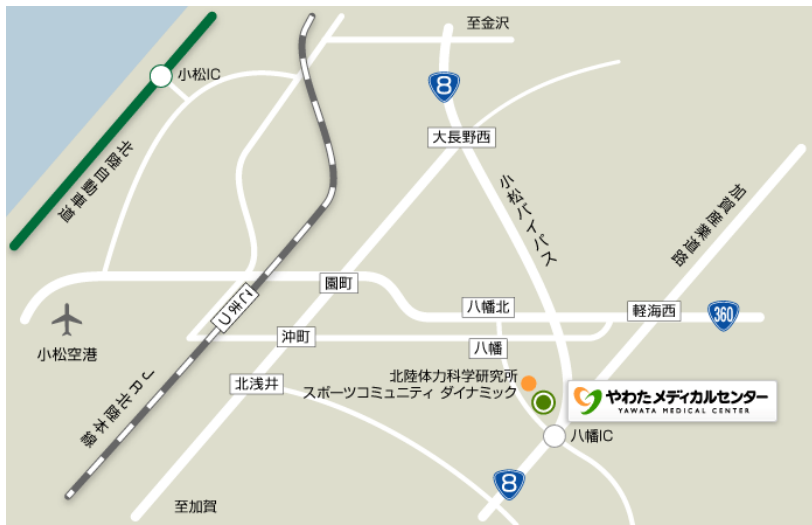 至金沢
小松IC
8
大長野西
北陸自動車道
小松バイパス
加賀産業道路
園町
八幡北
軽海西
360
こまつ
小松空港
沖町
八幡
JR北陸本線
北浅井
北陸体力科学研究所
スポーツコミュニティ ダイナミック
やわたメディカルセンター
YAWATA MEDICAL CENTER
八幡IC
8
至加賀